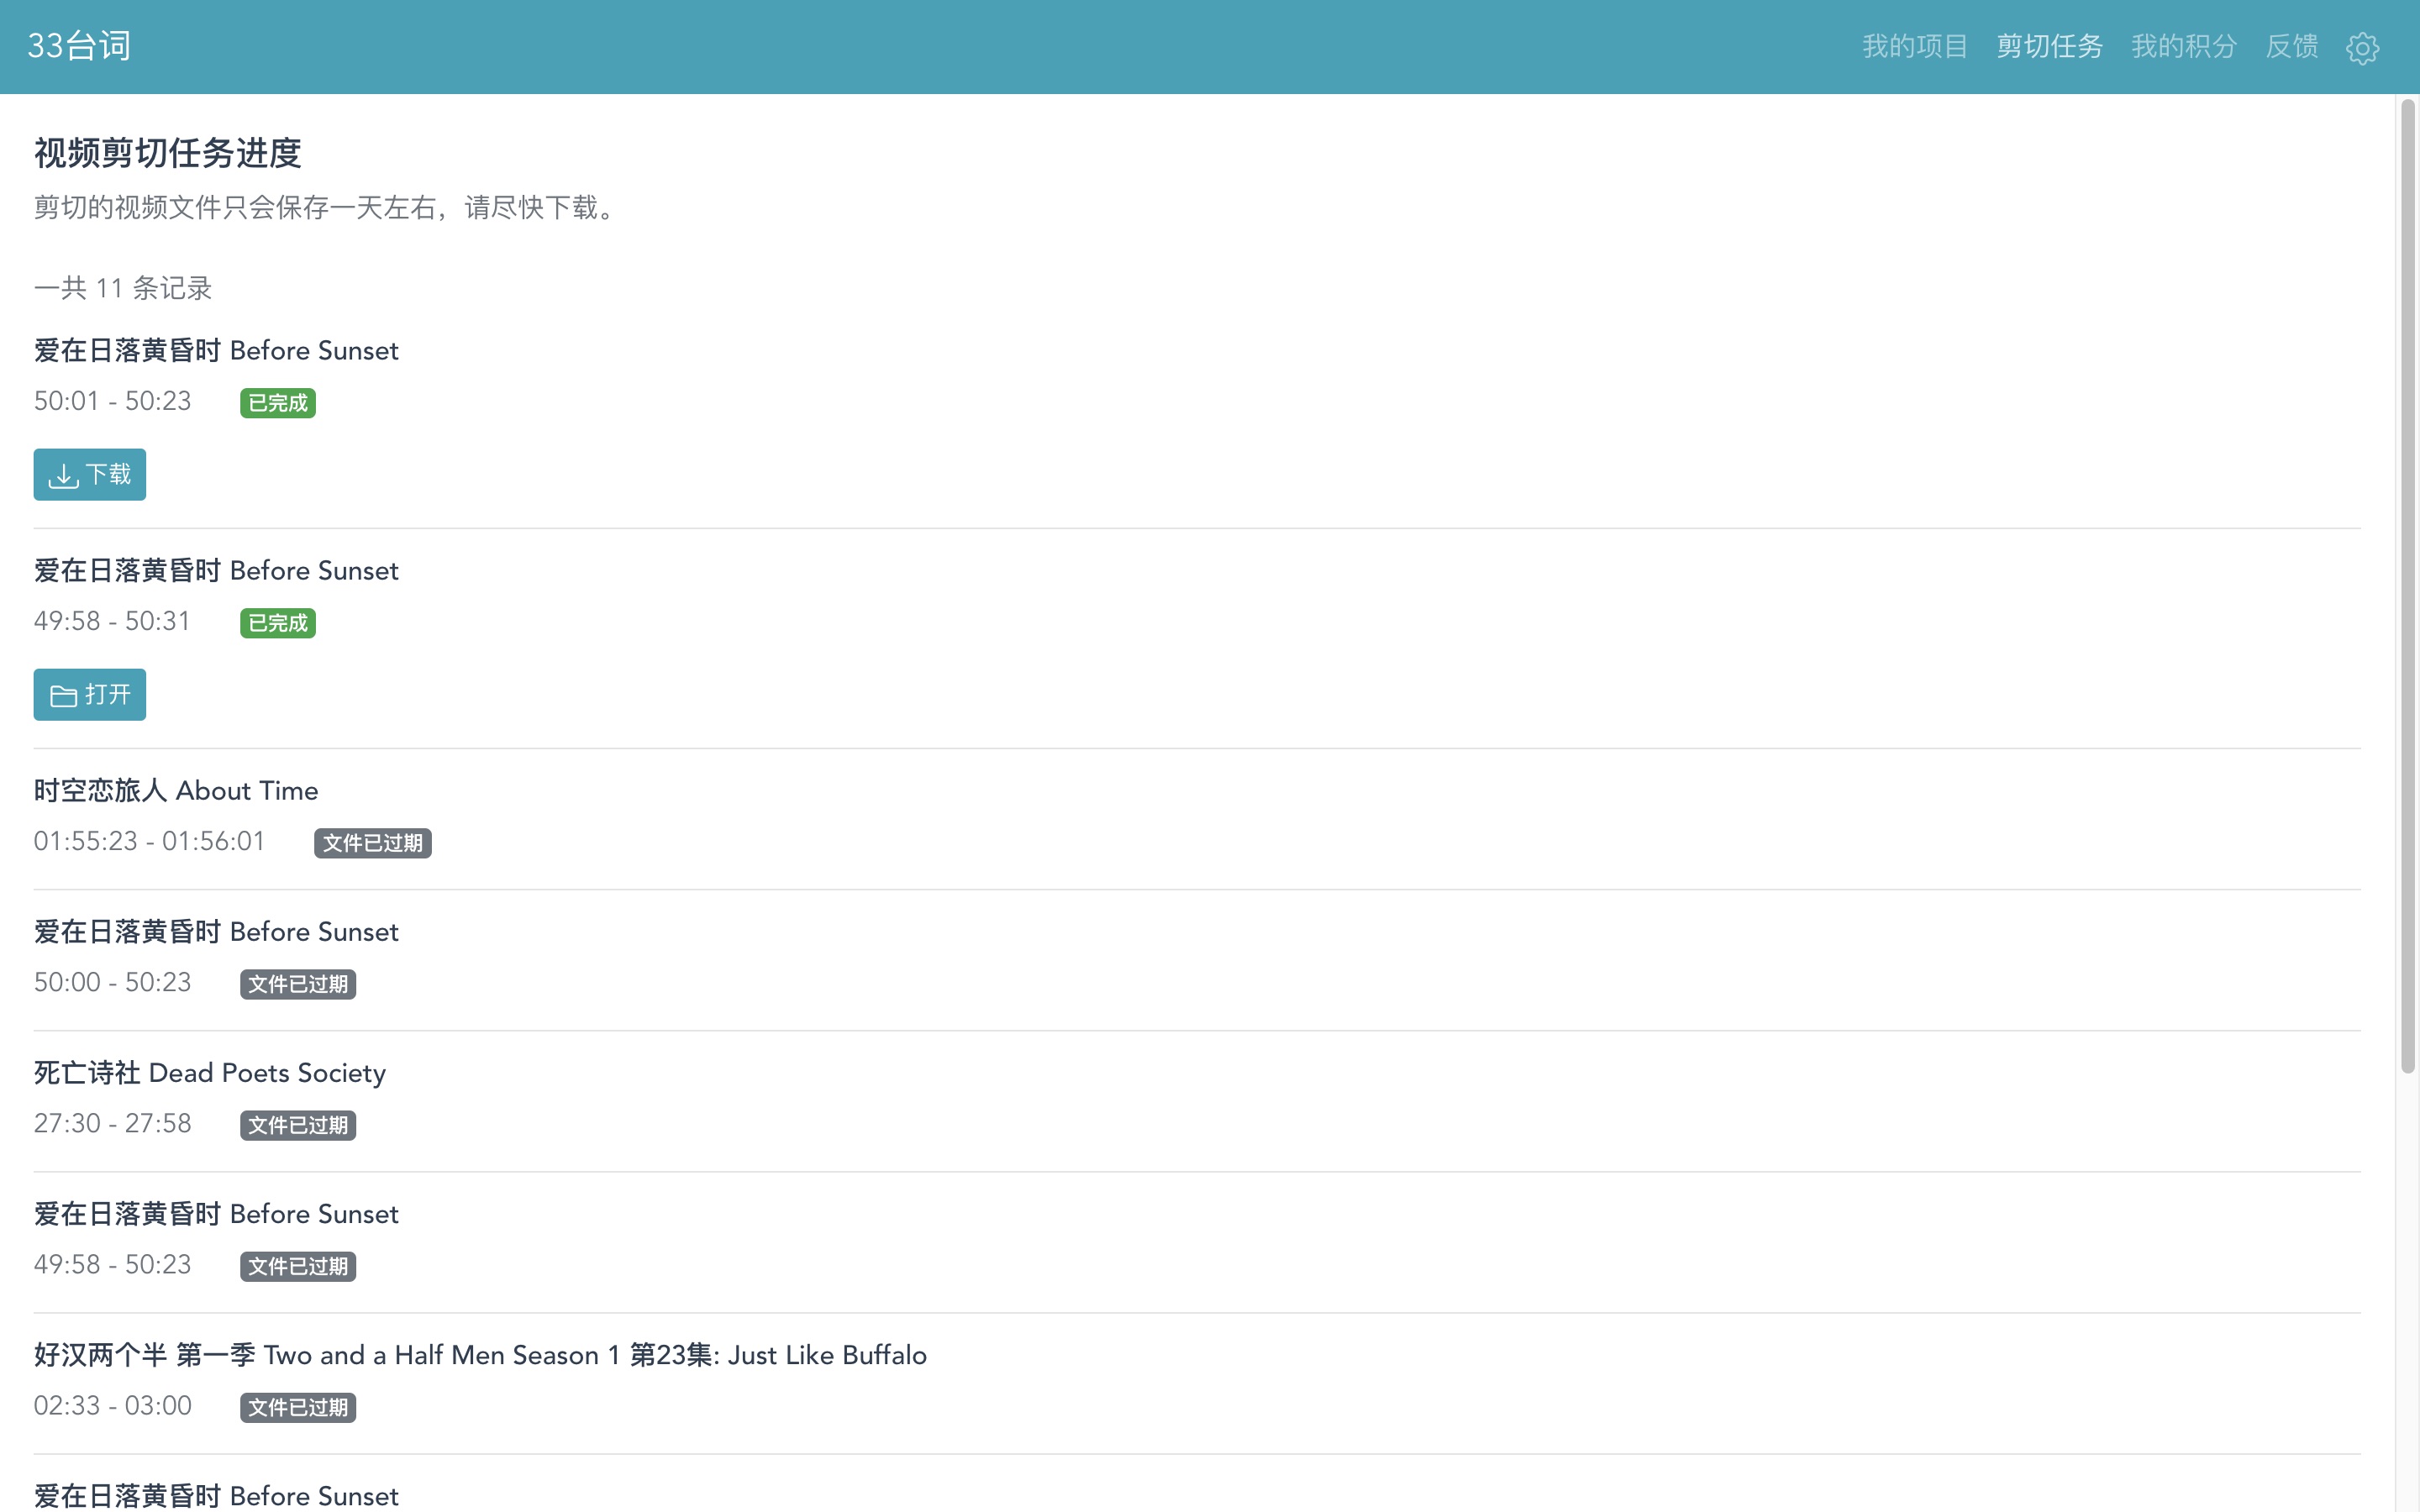 33台词
我的项目 剪切任务 我的积分 反馈
视频剪切任务进度
剪切的视频文件只会保存一天左右，请尽快下载。
一共 11 条记录
爱在日落黄昏时 Before Sunset
50:01 - 50:23 已完成
下载
爱在日落黄昏时 Before Sunset
49:58 - 50:31 已完成
打开
时空恋旅人 About Time
01:55:23 - 01:56:01 文件已过期
爱在日落黄昏时 Before Sunset
50:00 - 50:23 文件已过期
死亡诗社 Dead Poets Society
27:30 - 27:58 文件已过期
爱在日落黄昏时 Before Sunset
49:58 - 50:23 文件已过期
好汉两个半 第一季 Two and a Half Men Season 1 第23集: Just Like Buffalo
02:33 - 03:00 文件已过期
爱在日落黄昏时 Before Sunset